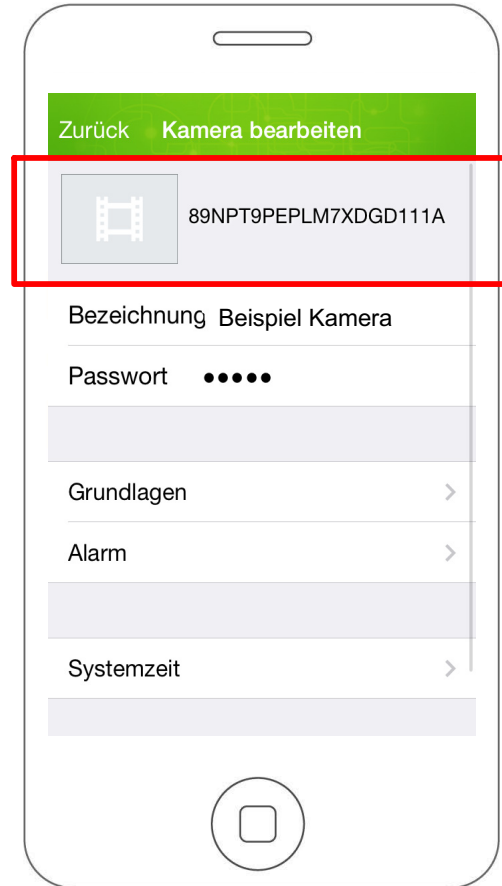 Zurück Kamera bearbeiten
89NPT9PEPLM7XDGD111A
Bezeichnung Beispiel Kamera
Passwort •••••
Grundlagen
Alarm
Systemzeit